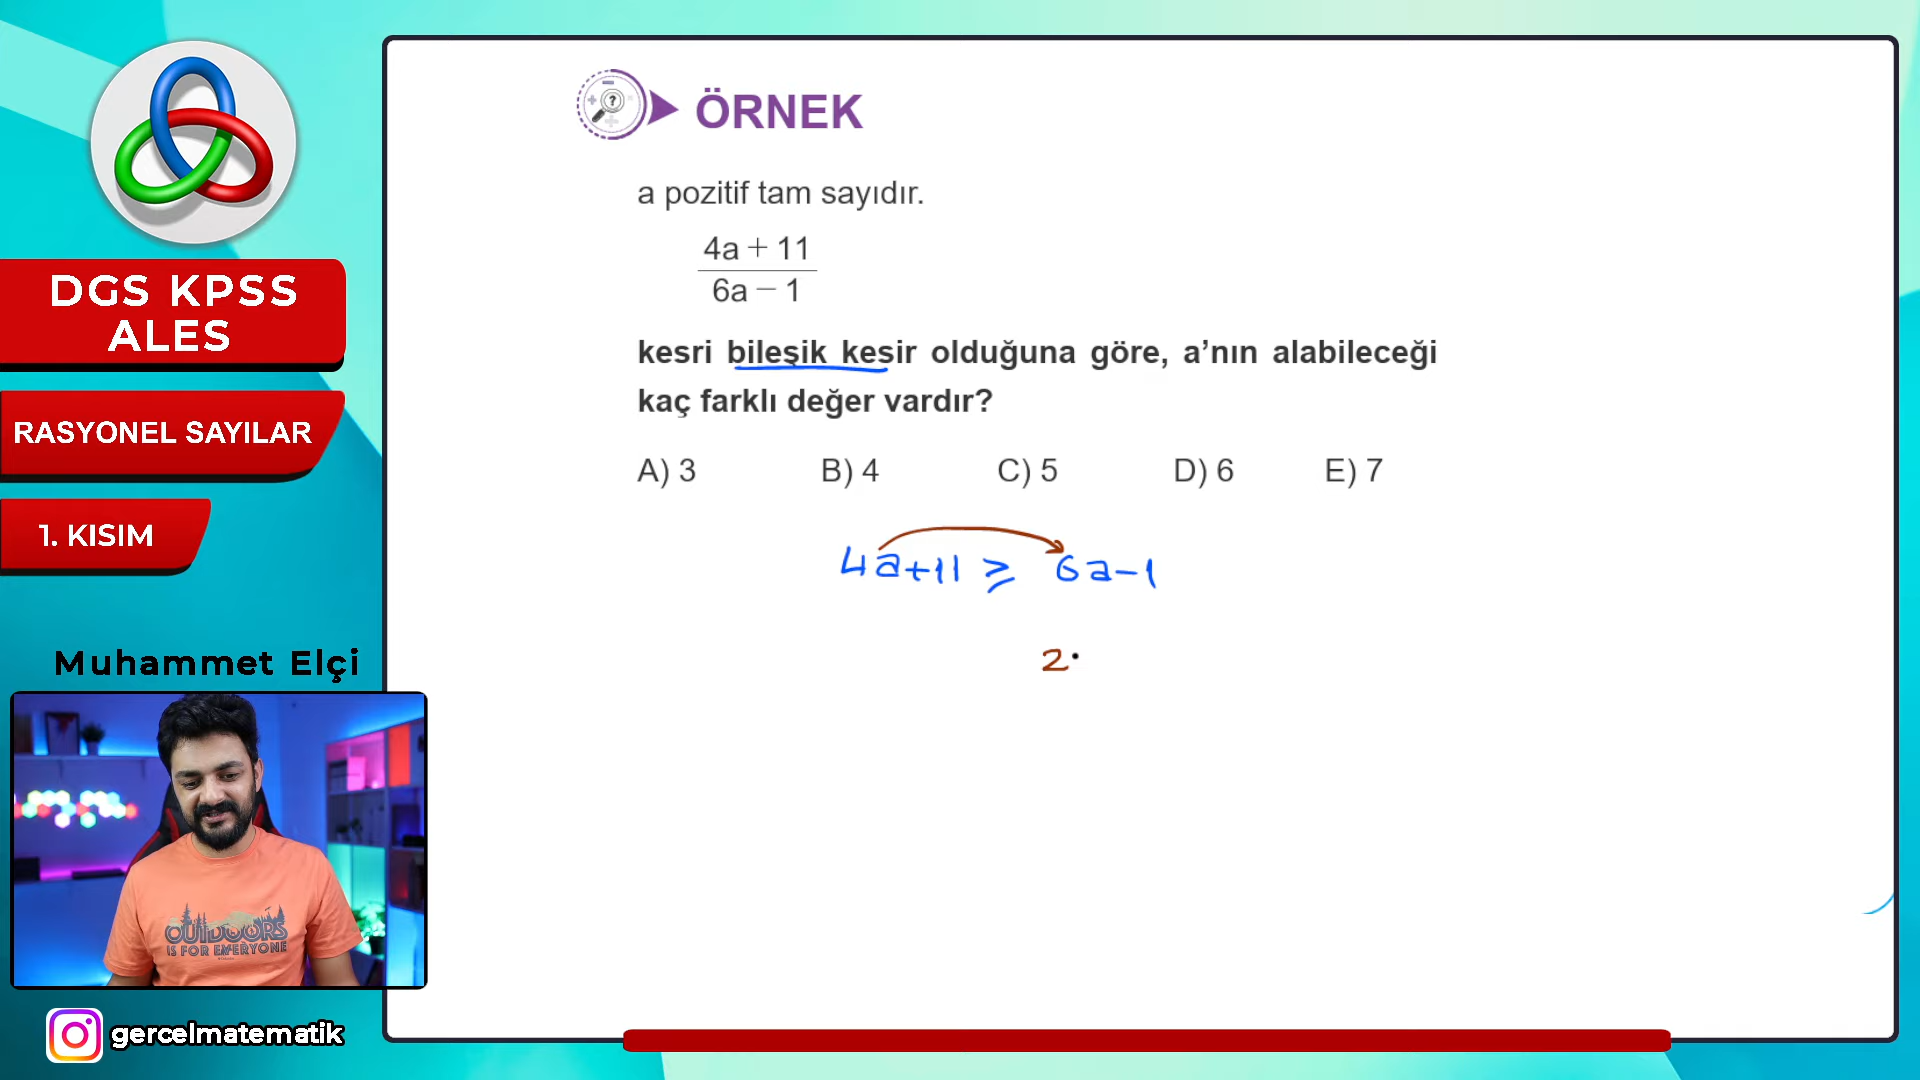 DGS KPSS
ALES
RASYONEL SAYILAR
1. KISIM
Muhammet Elçi
OUTDOORS
IS FOR EVERYONE
gercelmatematik
ÖRNEK
a pozitif tam sayıdır.
4a + 11
6a − 1
kesri bileşik kesir olduğuna göre, a’nın alabileceği
kaç farklı değer vardır?
A) 3 B) 4 C) 5 D) 6 E) 7
4a+11 ≥ 6a-1
2